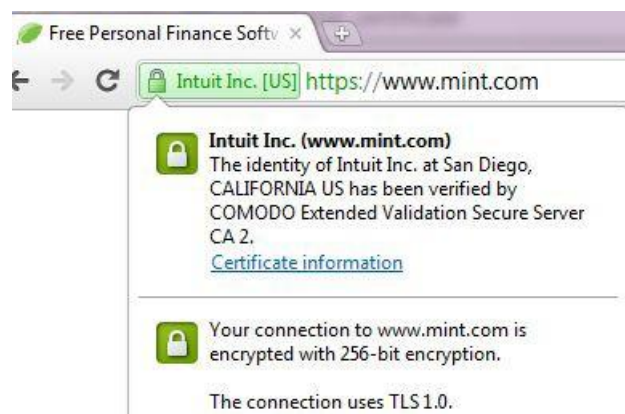 Free Personal Finance Softv
Intuit Inc. [US] https://www.mint.com
Intuit Inc. (www.mint.com)
The identity of Intuit Inc. at San Diego,
CALIFORNIA US has been verified by
COMODO Extended Validation Secure Server
CA 2.
Certificate information
Your connection to www.mint.com is
encrypted with 256-bit encryption.
The connection uses TLS 1.0.